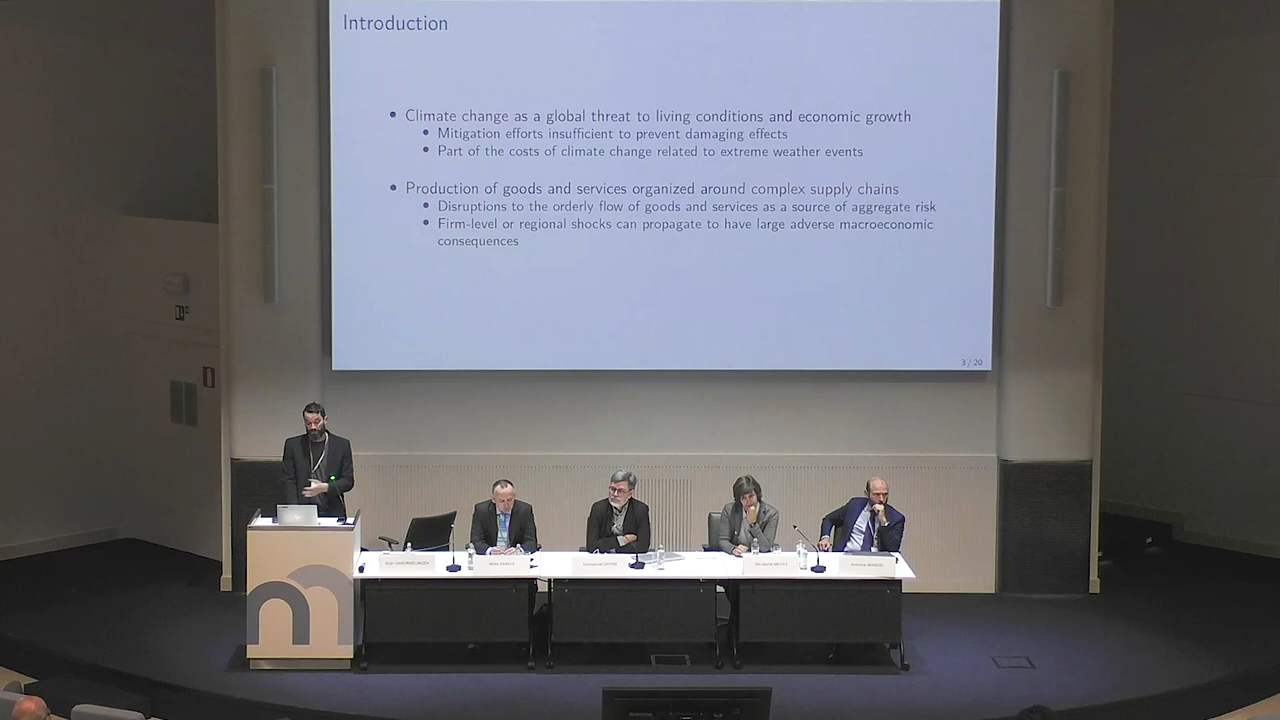 Introduction
Climate change as a global threat to living conditions and economic growth
Mitigation efforts insufficient to prevent damaging effects
Part of the costs of climate change related to extreme weather events
Production of goods and services organized around complex supply chains
Disruptions to the orderly flow of goods and services as a source of aggregate risk
Firm-level or regional shocks can propagate to have large adverse macroeconomic
consequences
3 / 20